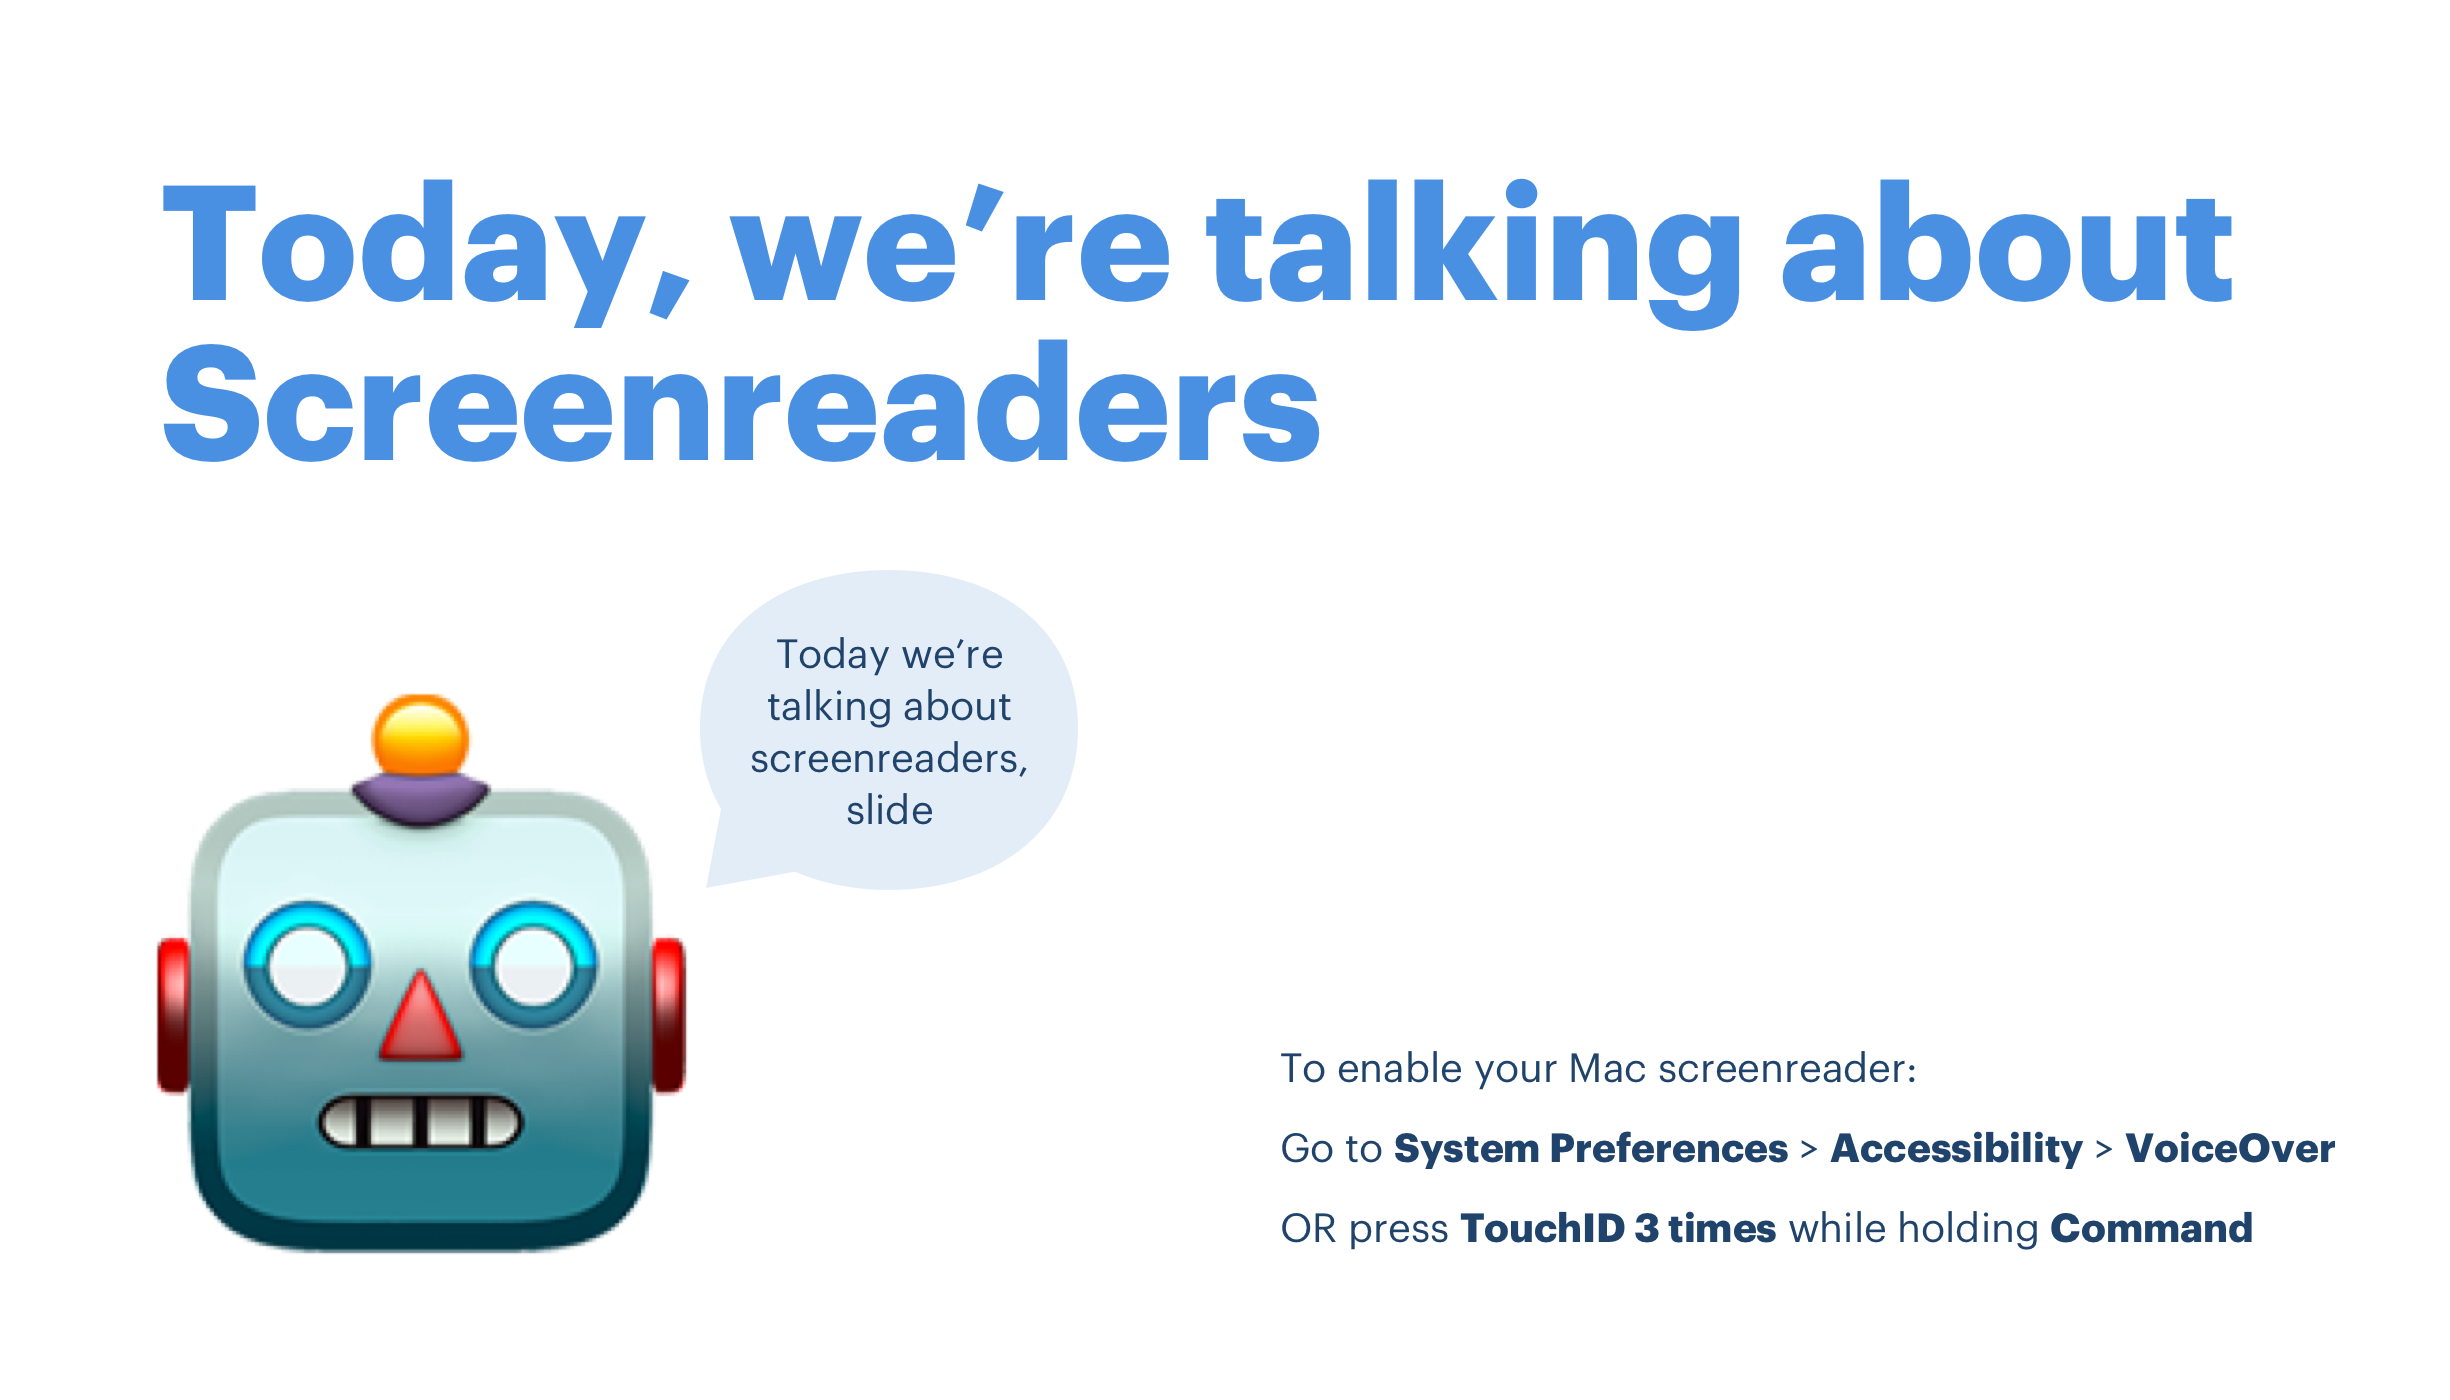 Today, we’re talking about
Screenreaders
Today we’re
talking about
screenreaders,
slide
To enable your Mac screenreader:
Go to System Preferences > Accessibility > VoiceOver
OR press TouchID 3 times while holding Command